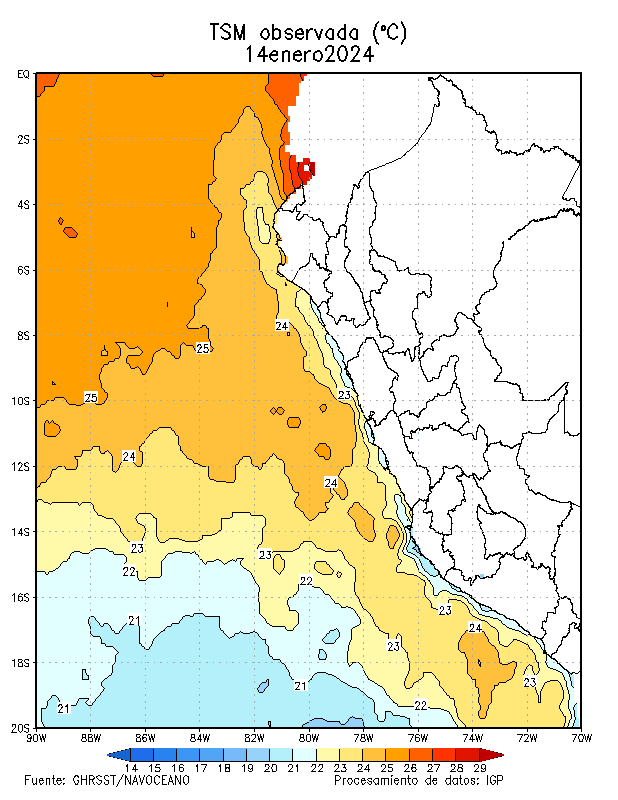 TSM observada (°C)
14enero2024
EQ
2S
4S
6S
8S
10S
12S
14S
16S
18S
20S
24
25
23
25
24
24
23
23
22
22
23
21
24
23
23
21
21
22
90W 88W 86W 84W 82W 80W 78W 76W 74W 72W 70W
14 15 16 17 18 19 20 21 22 23 24 25 26 27 28 29
Fuente: GHRSST/NAVOCEANO Procesamiento de datos: IGP